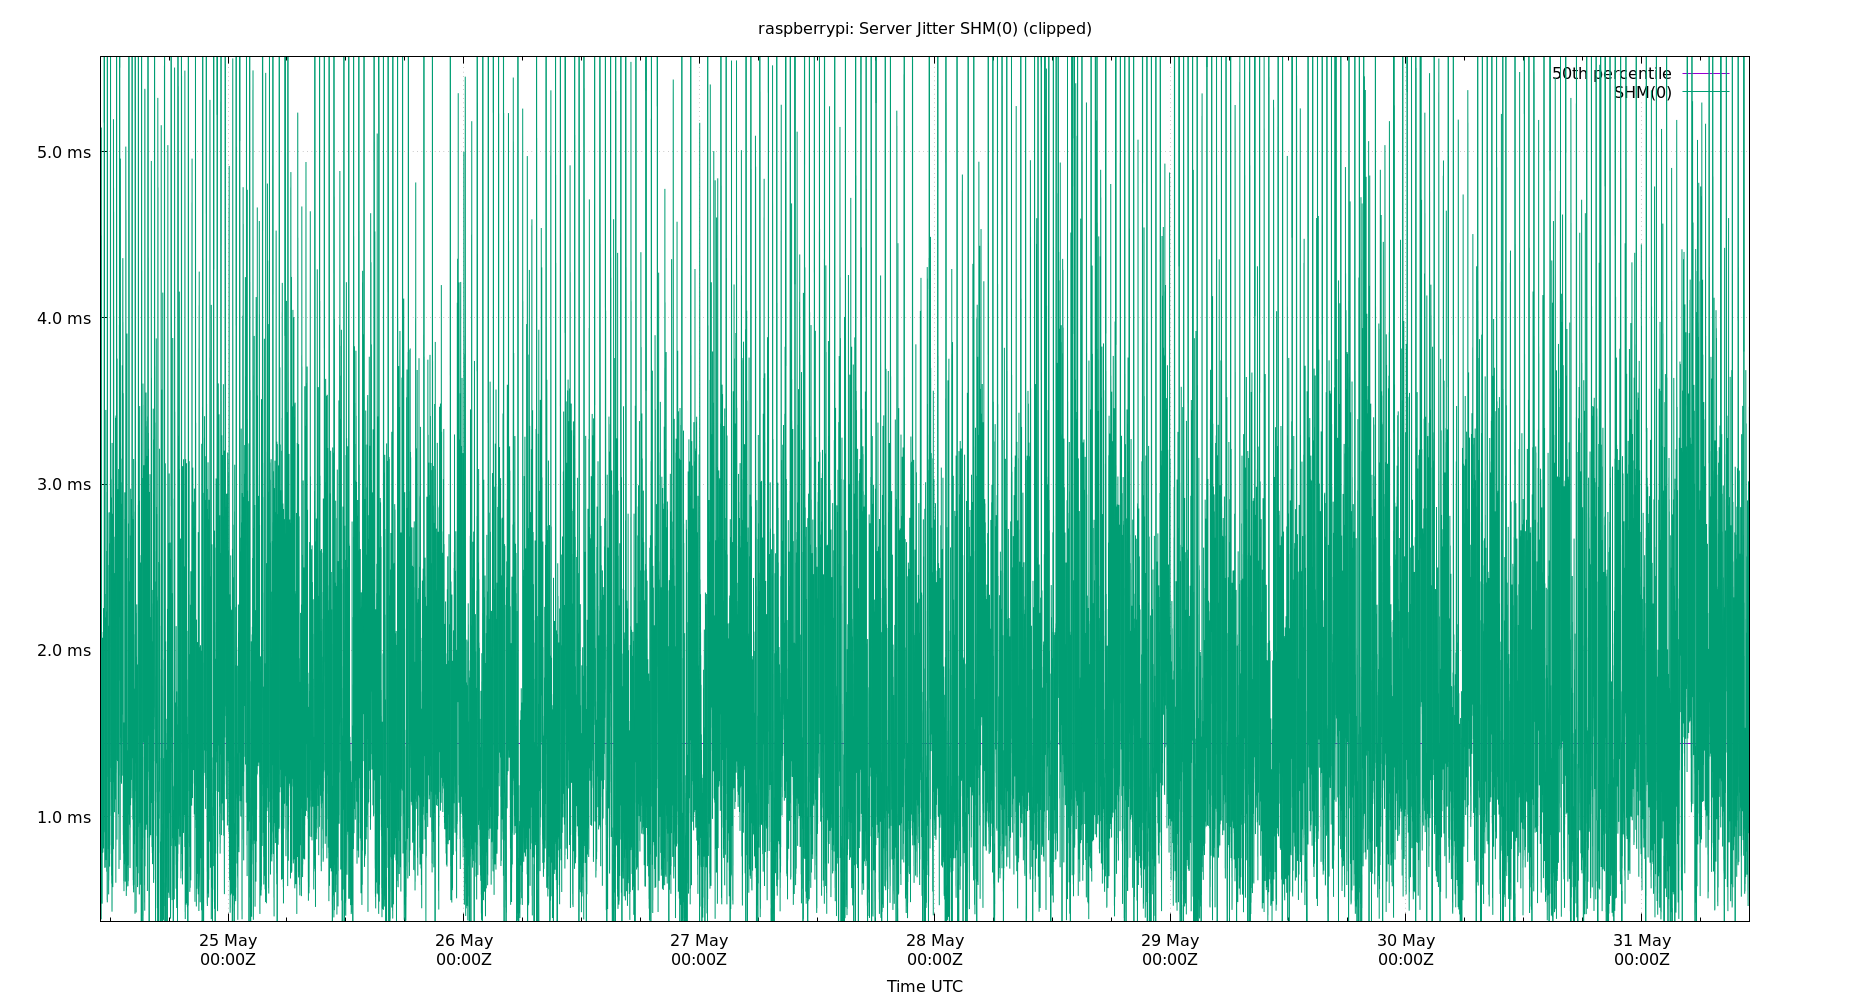 raspberrypi: Server Jitter SHM(0) (clipped)
50th percentile
SHM(0)
5.0 ms
4.0 ms
3.0 ms
2.0 ms
1.0 ms
25 May 26 May 27 May 28 May 29 May 30 May 31 May
00:00Z 00:00Z 00:00Z 00:00Z 00:00Z 00:00Z 00:00Z
Time UTC